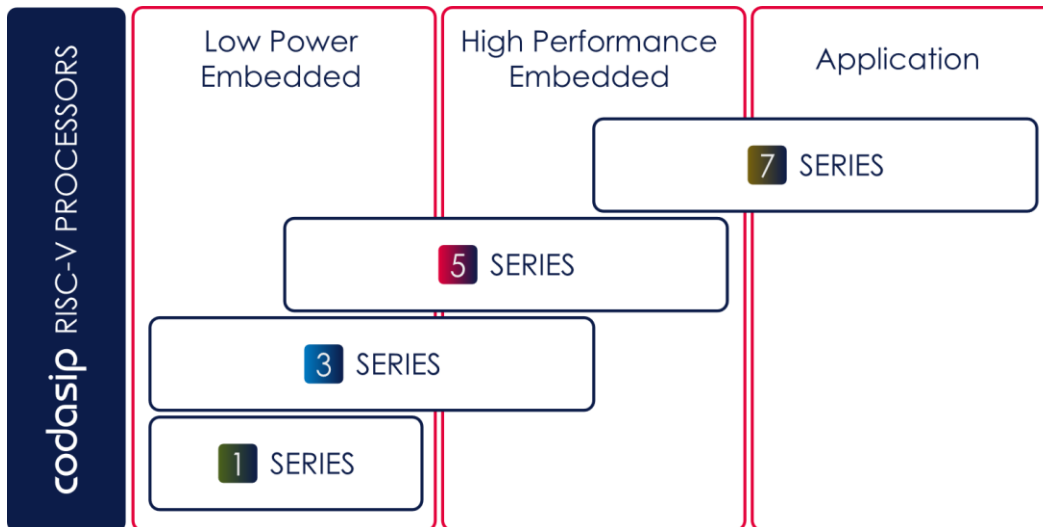 codasip RISC-V PROCESSORS
Low Power
Embedded
High Performance
Embedded
Application
7 SERIES
5 SERIES
3 SERIES
1 SERIES